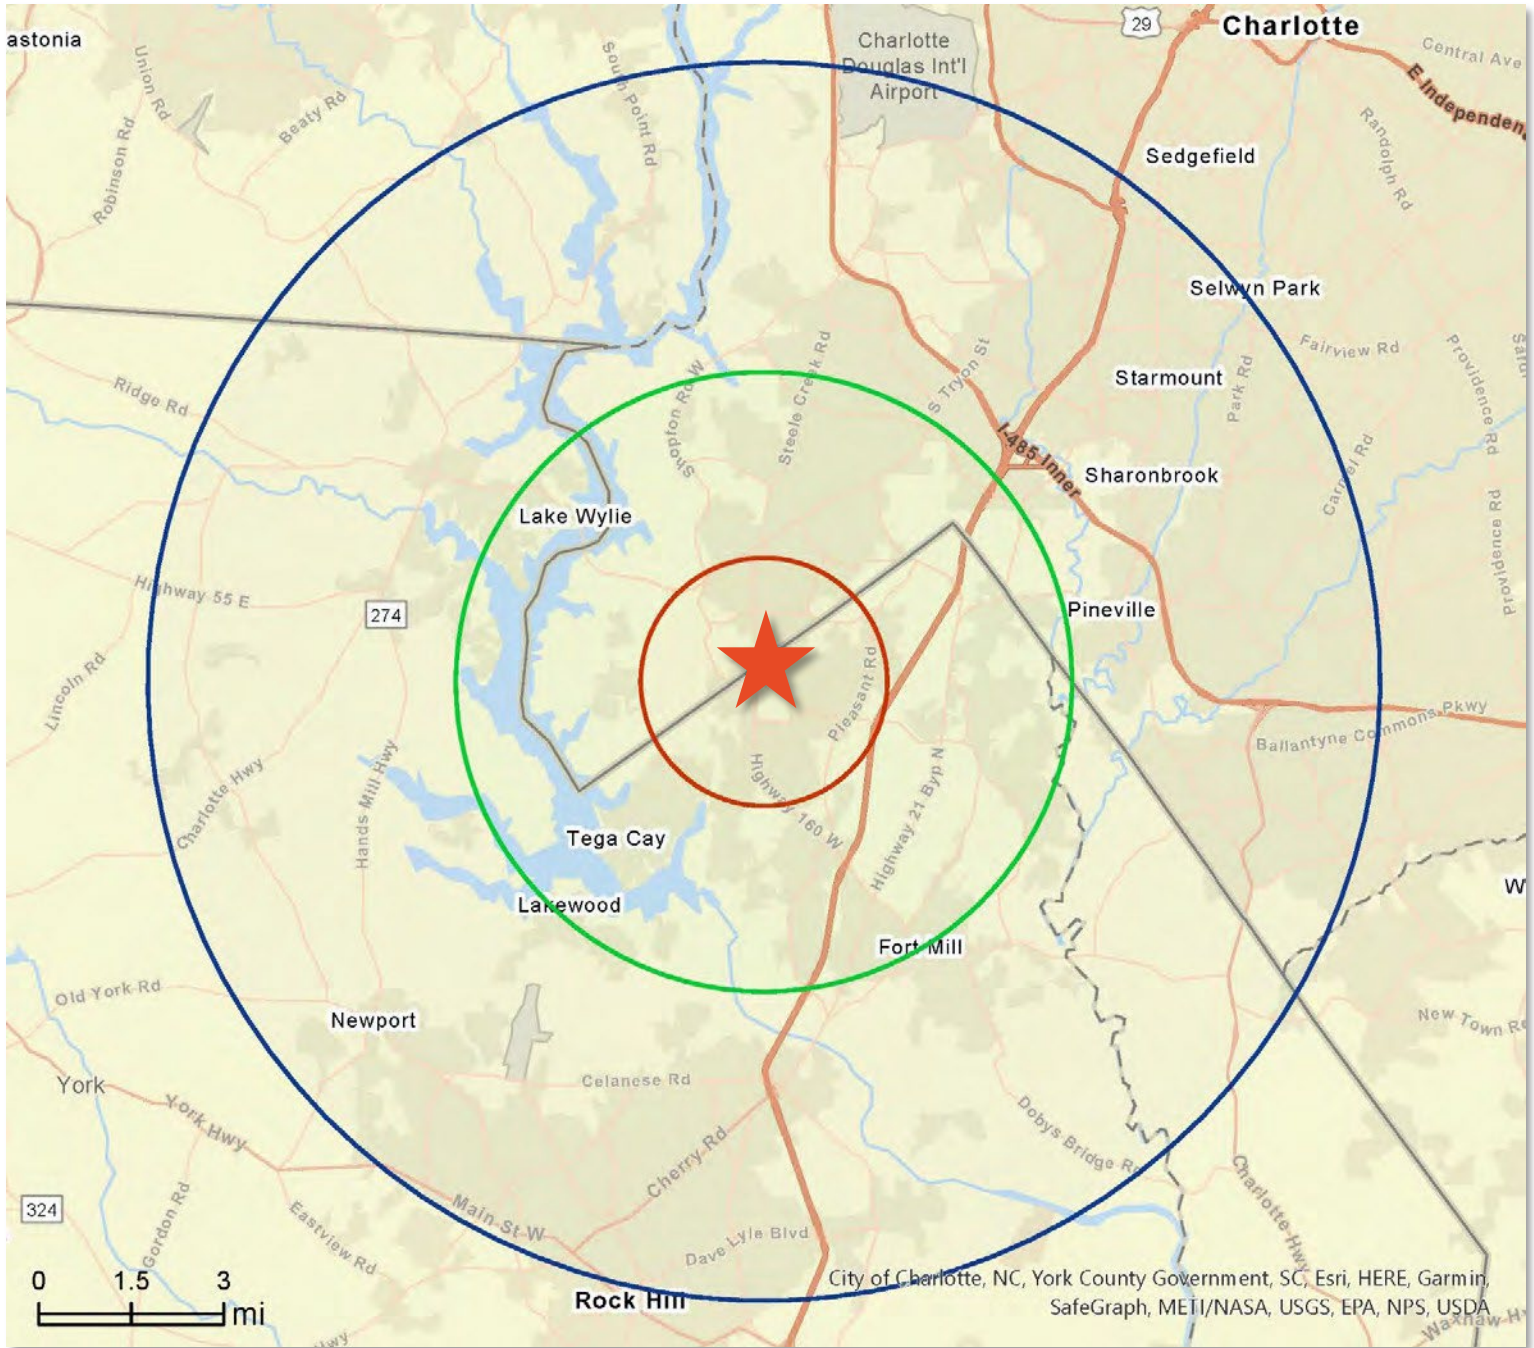 Charlotte
29
astonia
Charlotte
Douglas Int'l
Airport
Central Ave
E Independen
Union Rd
South Point Rd
Beaty Rd
Robinson Rd
Randolph Rd
Sedgefield
Selwyn Park
Fairview Rd
Providence Rd
Starmount
Park Rd
S Tryon St
Steele Creek Rd
Shopton Rd W
Ridge Rd
I-485 Inner
Sharonbrook
Carmel Rd
Lake Wylie
Providence Rd
Highway 55 E
274
Pineville
Lincoln Rd
Pleasant Rd
Ballantyne Commons Pkwy
Charlotte Hwy
Hands Mill Hwy
Highway 160 W
Highway 21 Byp N
Tega Cay
Lakewood
W
Fort Mill
Old York Rd
Newport
New Town Rd
York
Celanese Rd
York Hwy
Dobys Bridge Rd
Cherry Rd
Charlotte Hwy
324
Gordon Rd
Eastview Rd
Main St W
Dave Lyle Blvd
Rock Hill
0 1.5 3
mi
City of Charlotte, NC, York County Government, SC, Esri, HERE, Garmin,
SafeGraph, METI/NASA, USGS, EPA, NPS, USDA
Hwy
Waxhaw H